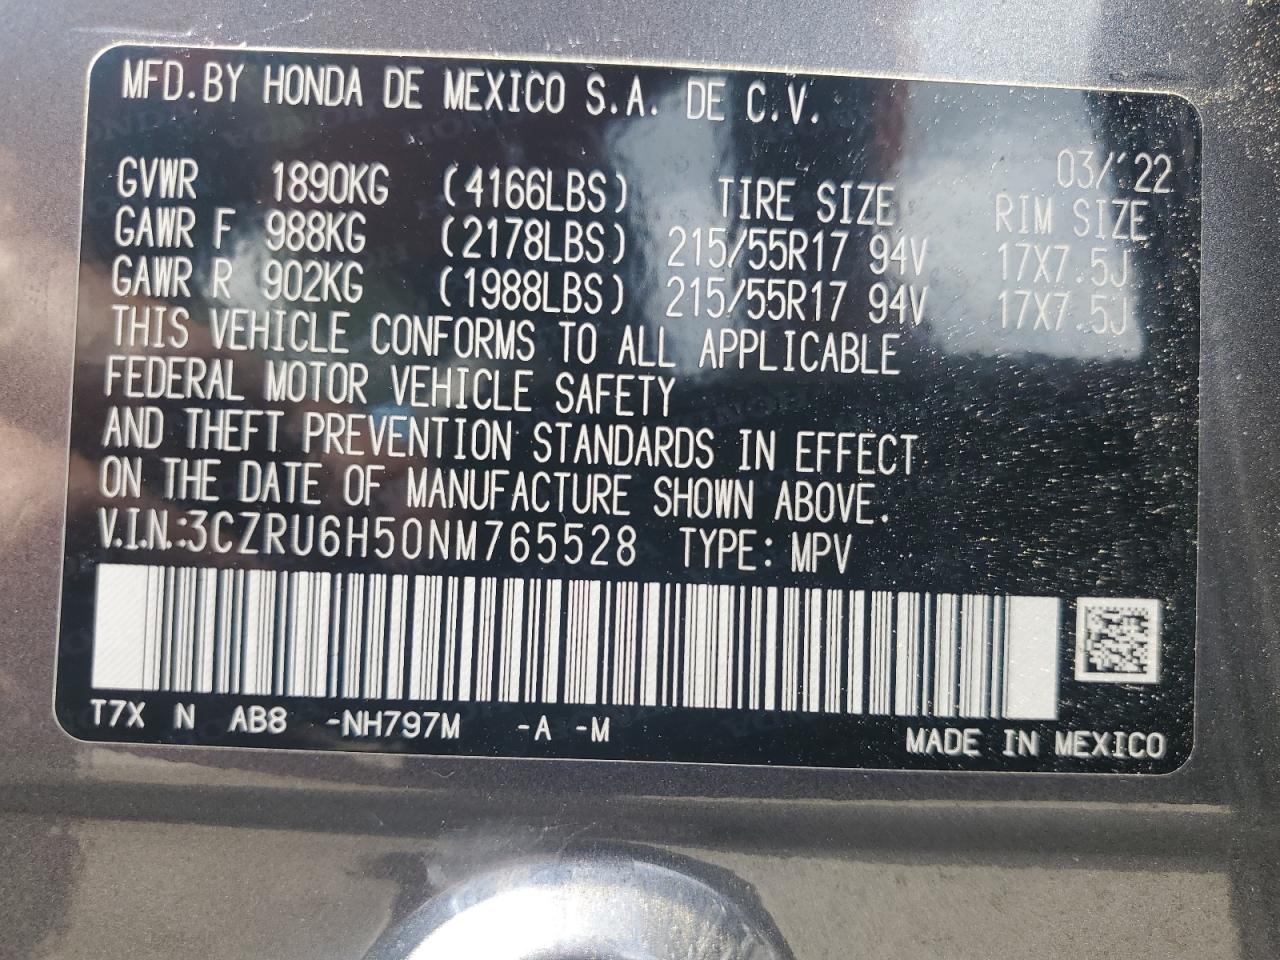 MFD.BY HONDA DE MEXICO S.A. DE C.V.
03/'22
GVWR 1890KG (4166LBS) TIRE SIZE RIM SIZE
GAWR F 988KG (2178LBS) 215/55R17 94V 17X7.5J
GAWR R 902KG (1988LBS) 215/55R17 94V 17X7.5J
THIS VEHICLE CONFORMS TO ALL APPLICABLE
FEDERAL MOTOR VEHICLE SAFETY
AND THEFT PREVENTION STANDARDS IN EFFECT
ON THE DATE OF MANUFACTURE SHOWN ABOVE.
V.I.N.:3CZRU6H50NM765528 TYPE: MPV
T7X N AB8 -NH797M -A -M
MADE IN MEXICO